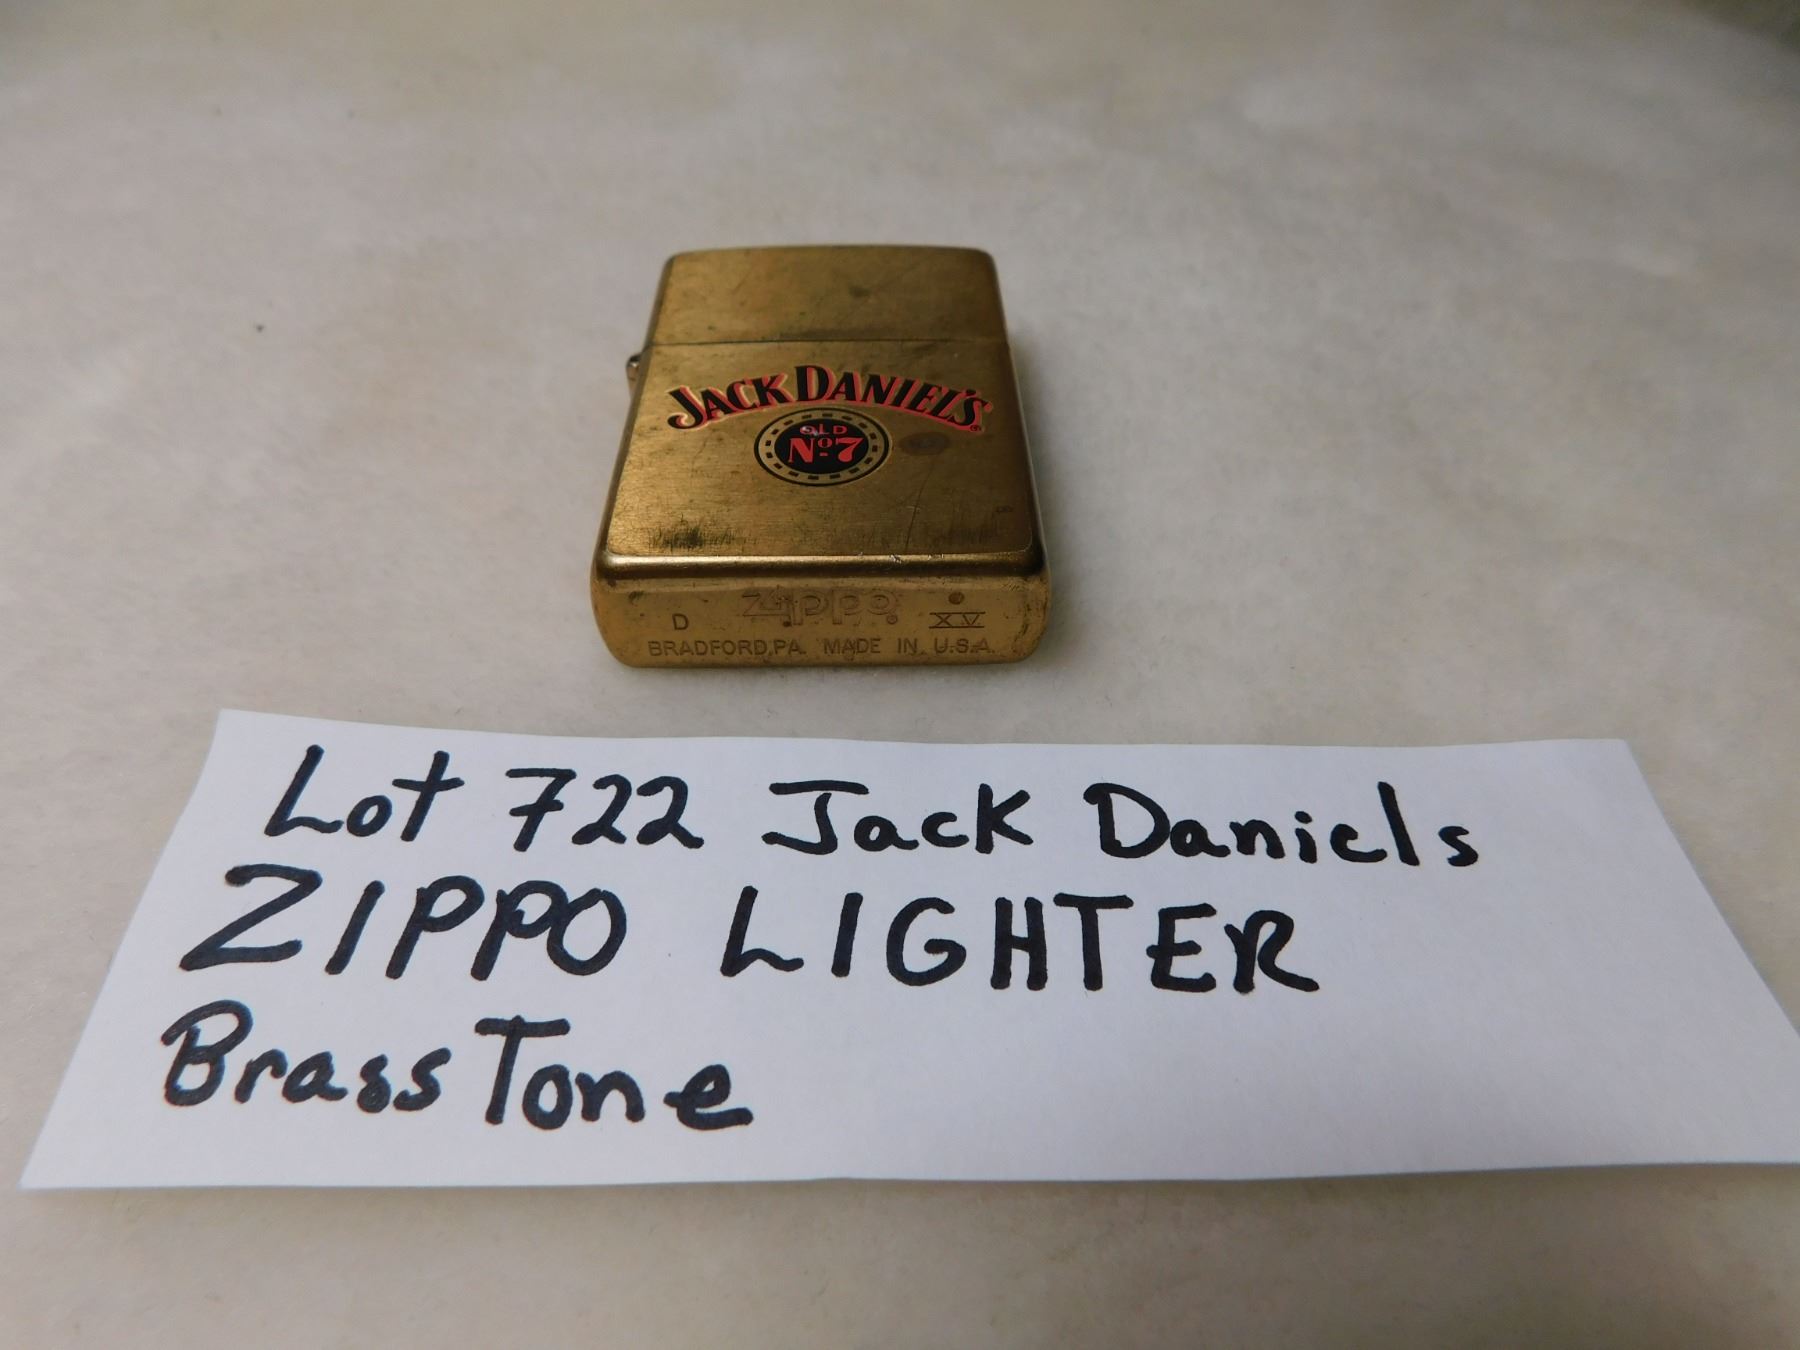 JACK DANIEL'S
OLD
Nº7
D Zippo XV
BRADFORD, PA. MADE IN U.S.A.
Lot 722 Jack Daniels
ZIPPO LIGHTER
Brass Tone